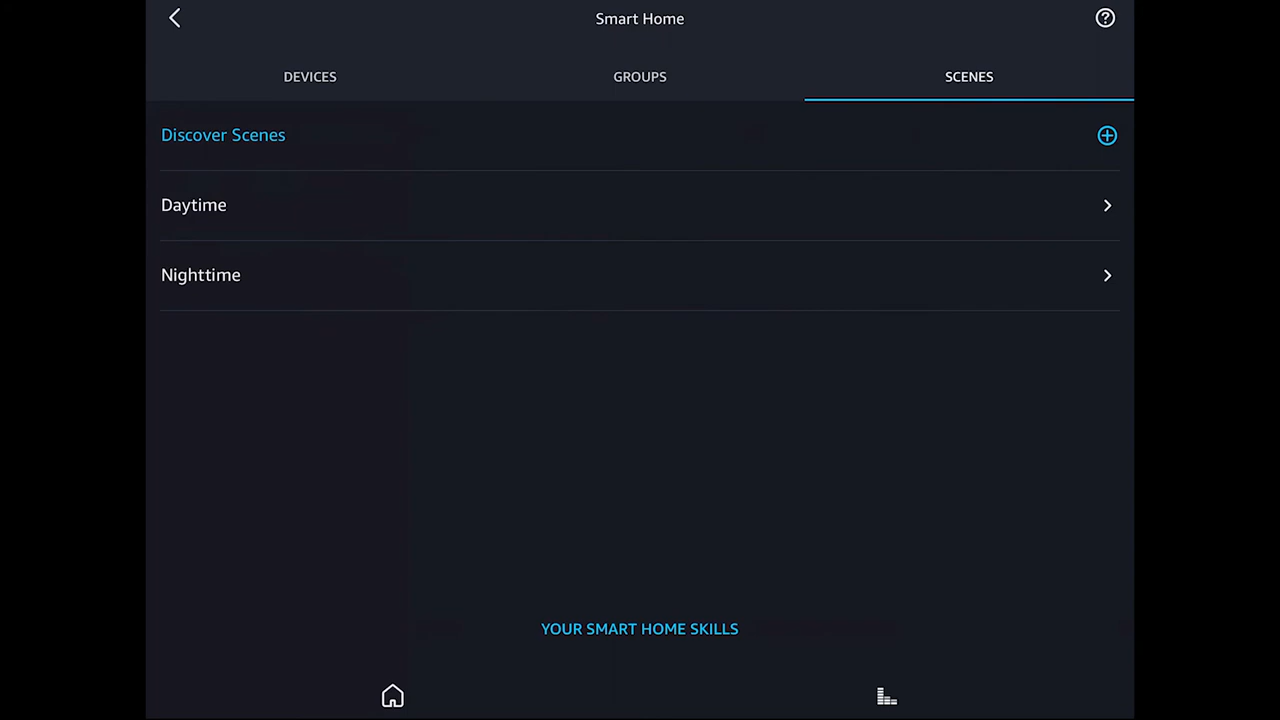 Smart Home
DEVICES
GROUPS
SCENES
Discover Scenes
Daytime
Nighttime
YOUR SMART HOME SKILLS